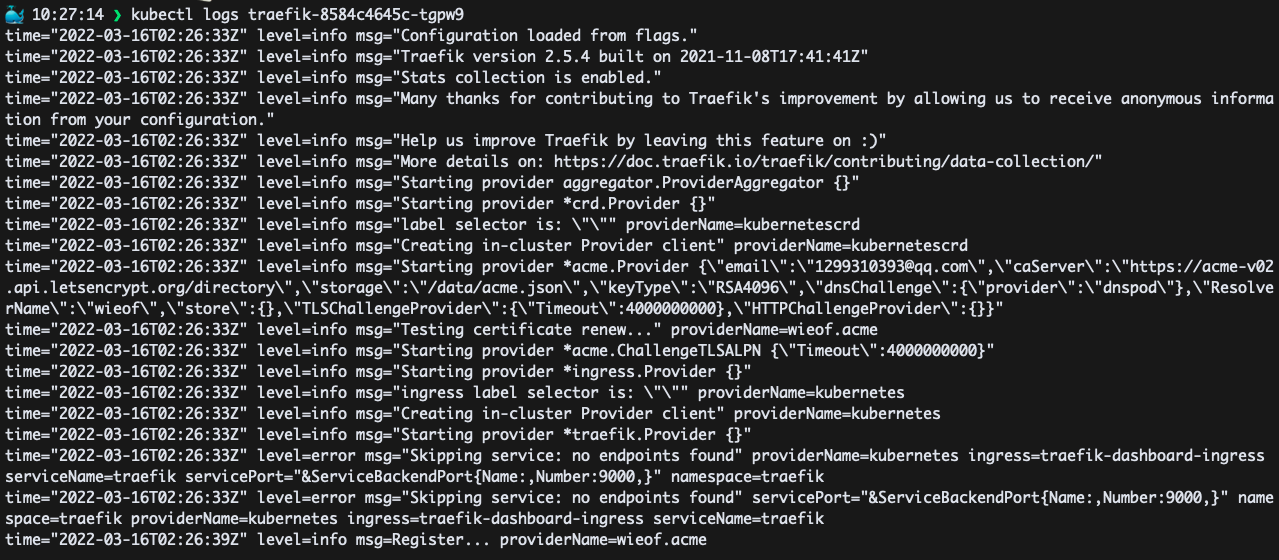 10:27:14 ❯ kubectl logs traefik-8584c4645c-tgpw9
time="2022-03-16T02:26:33Z" level=info msg="Configuration loaded from flags."
time="2022-03-16T02:26:33Z" level=info msg="Traefik version 2.5.4 built on 2021-11-08T17:41:41Z"
time="2022-03-16T02:26:33Z" level=info msg="Stats collection is enabled."
time="2022-03-16T02:26:33Z" level=info msg="Many thanks for contributing to Traefik's improvement by allowing us to receive anonymous informa
tion from your configuration."
time="2022-03-16T02:26:33Z" level=info msg="Help us improve Traefik by leaving this feature on :)"
time="2022-03-16T02:26:33Z" level=info msg="More details on: https://doc.traefik.io/traefik/contributing/data-collection/"
time="2022-03-16T02:26:33Z" level=info msg="Starting provider aggregator.ProviderAggregator {}"
time="2022-03-16T02:26:33Z" level=info msg="Starting provider *crd.Provider {}"
time="2022-03-16T02:26:33Z" level=info msg="label selector is: \"\"" providerName=kubernetescrd
time="2022-03-16T02:26:33Z" level=info msg="Creating in-cluster Provider client" providerName=kubernetescrd
time="2022-03-16T02:26:33Z" level=info msg="Starting provider *acme.Provider {\"email\":\"1299310393@qq.com\",\"caServer\":\"https://acme-v02
.api.letsencrypt.org/directory\",\"storage\":\"/data/acme.json\",\"keyType\":\"RSA4096\",\"dnsChallenge\":{\"provider\":\"dnspod\"},\"Resolve
rName\":\"wieof\",\"store\":{},\"TLSChallengeProvider\":{\"Timeout\":4000000000},\"HTTPChallengeProvider\":{}}"
time="2022-03-16T02:26:33Z" level=info msg="Testing certificate renew..." providerName=wieof.acme
time="2022-03-16T02:26:33Z" level=info msg="Starting provider *acme.ChallengeTLSALPN {\"Timeout\":4000000000}"
time="2022-03-16T02:26:33Z" level=info msg="Starting provider *ingress.Provider {}"
time="2022-03-16T02:26:33Z" level=info msg="ingress label selector is: \"\"" providerName=kubernetes
time="2022-03-16T02:26:33Z" level=info msg="Creating in-cluster Provider client" providerName=kubernetes
time="2022-03-16T02:26:33Z" level=info msg="Starting provider *traefik.Provider {}"
time="2022-03-16T02:26:33Z" level=error msg="Skipping service: no endpoints found" providerName=kubernetes ingress=traefik-dashboard-ingress
serviceName=traefik servicePort="&ServiceBackendPort{Name:,Number:9000,}" namespace=traefik
time="2022-03-16T02:26:33Z" level=error msg="Skipping service: no endpoints found" servicePort="&ServiceBackendPort{Name:,Number:9000,}" name
space=traefik providerName=kubernetes ingress=traefik-dashboard-ingress serviceName=traefik
time="2022-03-16T02:26:39Z" level=info msg=Register... providerName=wieof.acme